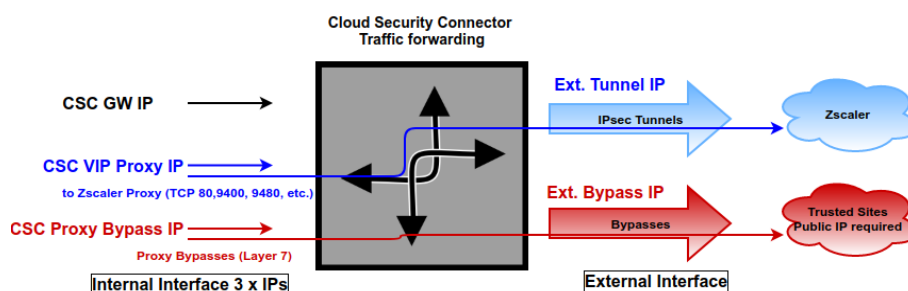 Cloud Security Connector
Traffic forwarding
CSC GW IP
Ext. Tunnel IP
IPsec Tunnels
Zscaler
CSC VIP Proxy IP
to Zscaler Proxy (TCP 80,9400, 9480, etc.)
Ext. Bypass IP
CSC Proxy Bypass IP
Bypasses
Trusted Sites
Public IP required
Proxy Bypasses (Layer 7)
Internal Interface 3 x IPs
External Interface